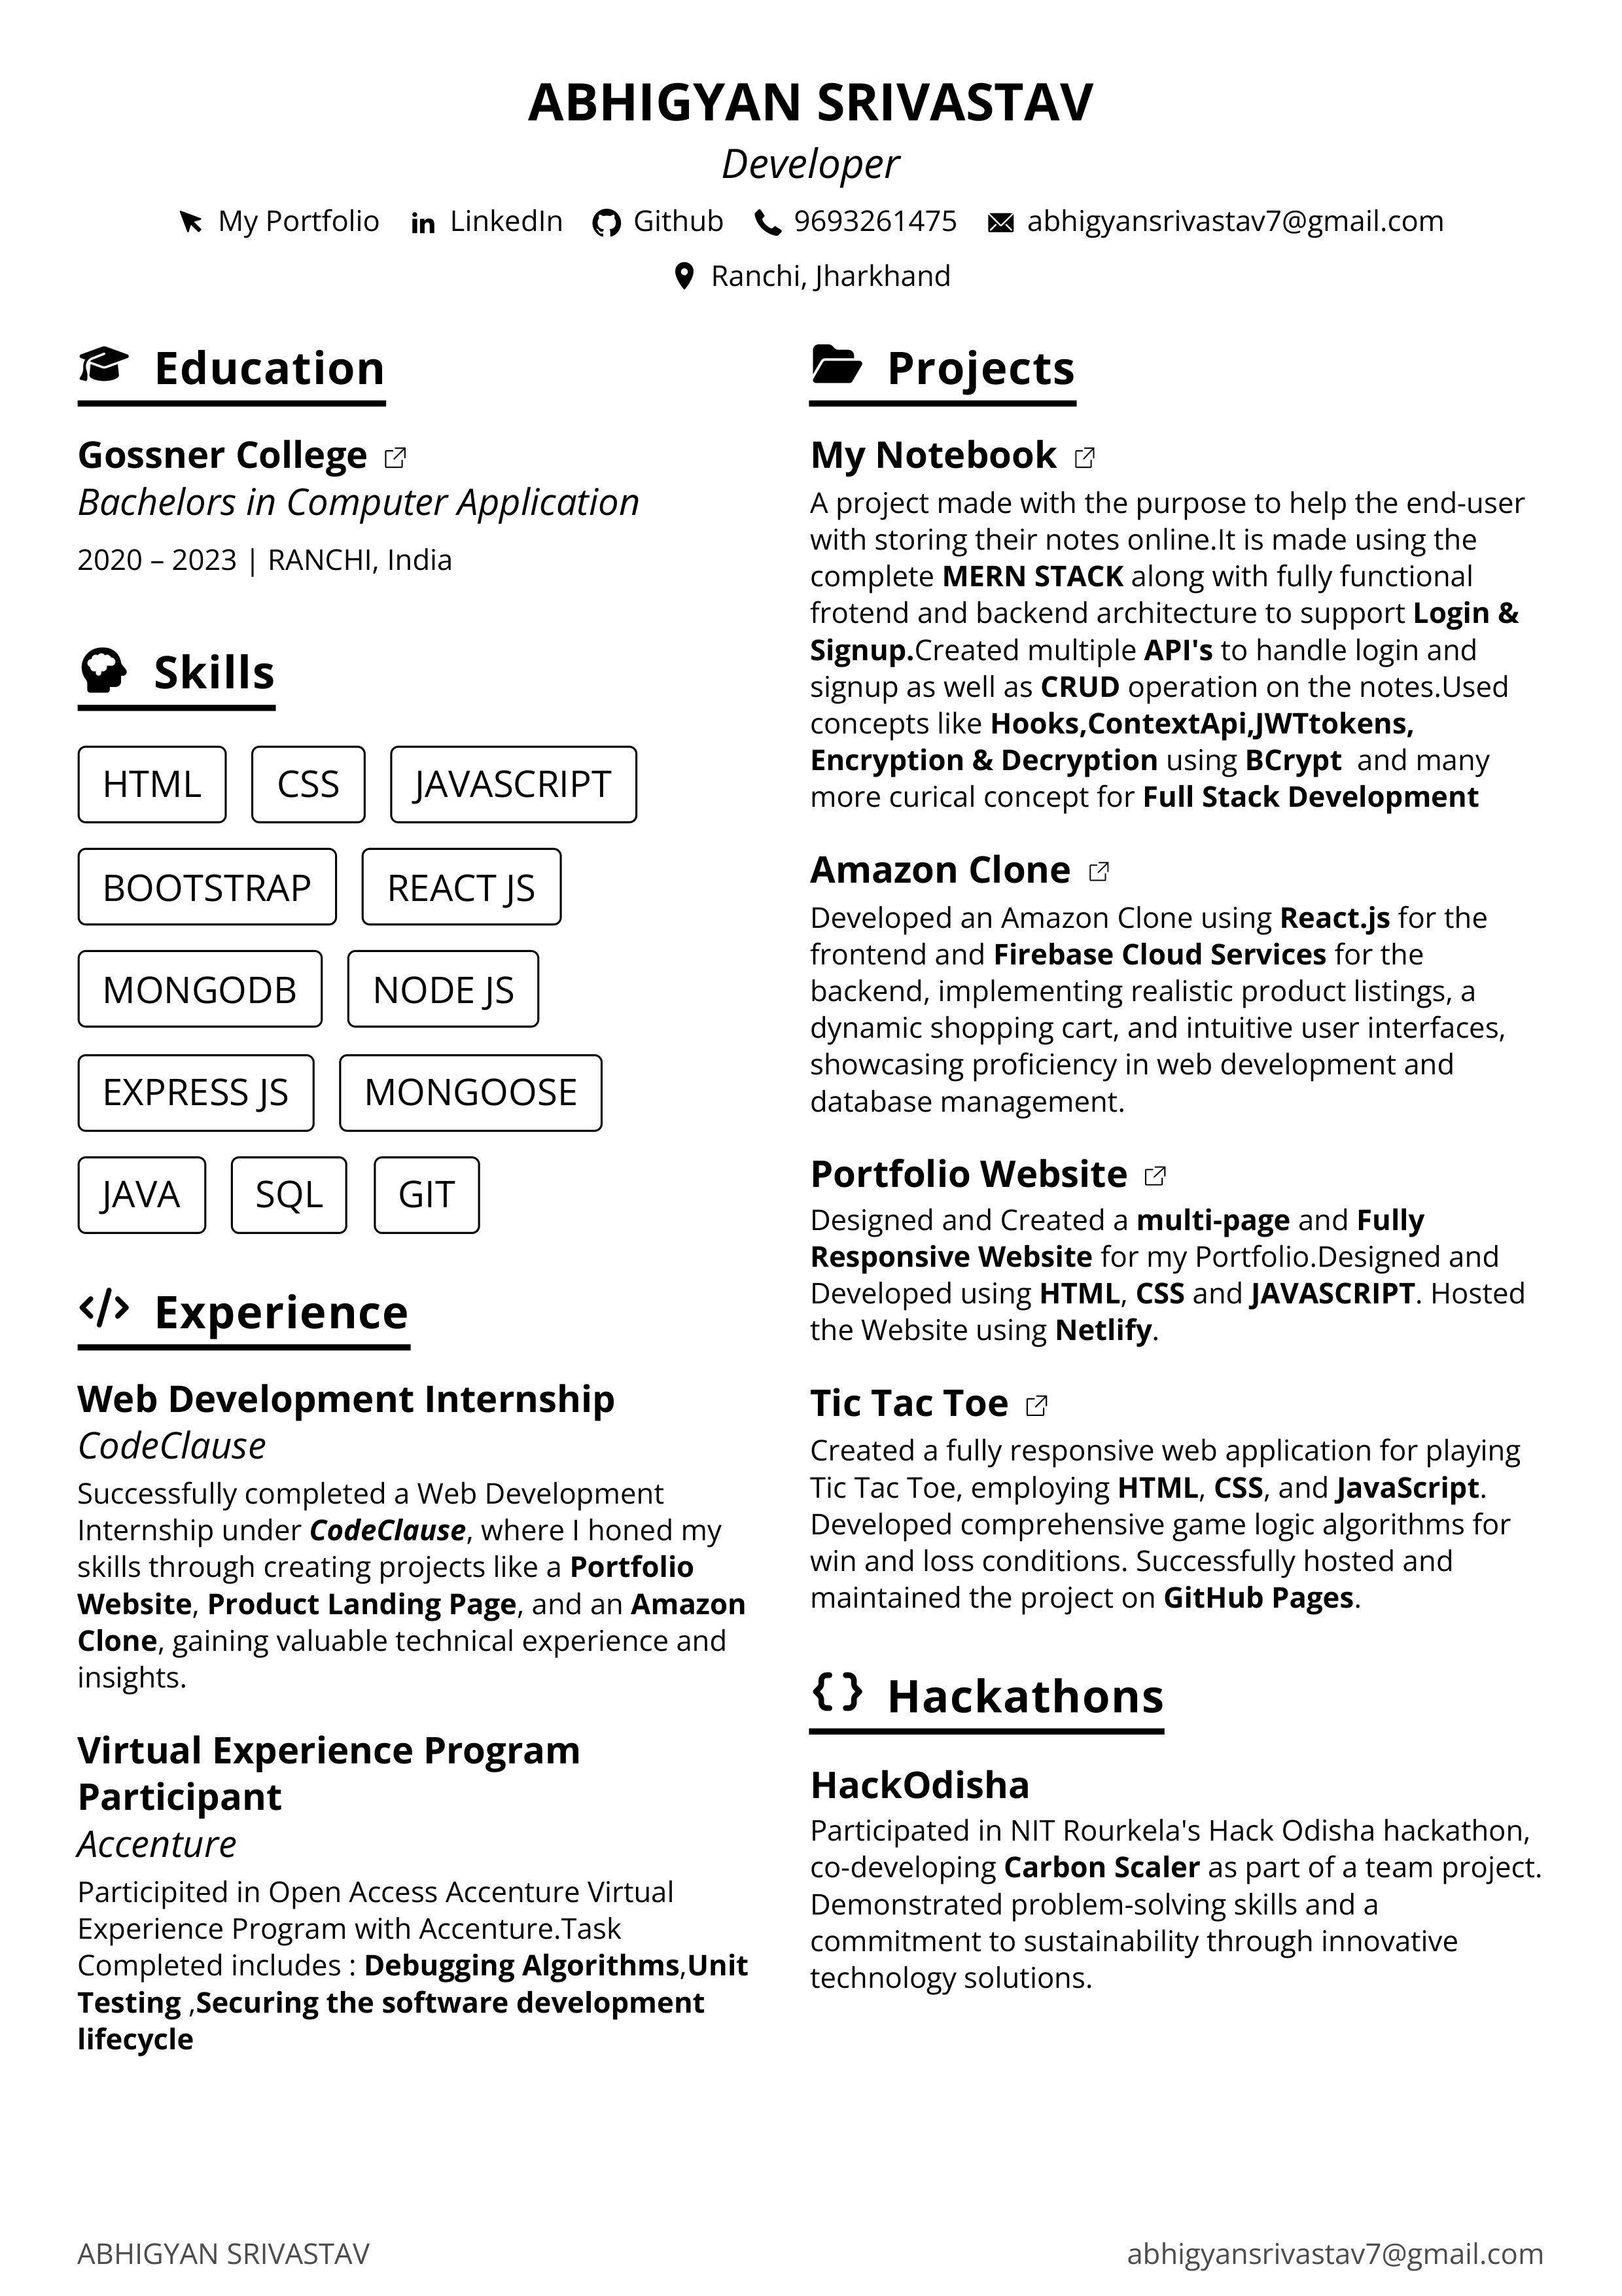 ABHIGYAN SRIVASTAV
Developer
My Portfolio LinkedIn Github 9693261475 abhigyansrivastav7@gmail.com
Ranchi, Jharkhand
Education
Gossner College
Bachelors in Computer Application
2020 – 2023 | RANCHI, India
Skills
HTML CSS JAVASCRIPT
BOOTSTRAP REACT JS
MONGODB NODE JS
EXPRESS JS MONGOOSE
JAVA SQL GIT
Experience
Web Development Internship
CodeClause
Successfully completed a Web Development
Internship under CodeClause, where I honed my
skills through creating projects like a Portfolio
Website, Product Landing Page, and an Amazon
Clone, gaining valuable technical experience and
insights.
Virtual Experience Program
Participant
Accenture
Participited in Open Access Accenture Virtual
Experience Program with Accenture.Task
Completed includes : Debugging Algorithms,Unit
Testing ,Securing the software development
lifecycle
Projects
My Notebook
A project made with the purpose to help the end-user
with storing their notes online.It is made using the
complete MERN STACK along with fully functional
frotend and backend architecture to support Login &
Signup.Created multiple API's to handle login and
signup as well as CRUD operation on the notes.Used
concepts like Hooks,ContextApi,JWTtokens,
Encryption & Decryption using BCrypt  and many
more curical concept for Full Stack Development
Amazon Clone
Developed an Amazon Clone using React.js for the
frontend and Firebase Cloud Services for the
backend, implementing realistic product listings, a
dynamic shopping cart, and intuitive user interfaces,
showcasing proficiency in web development and
database management.
Portfolio Website
Designed and Created a multi-page and Fully
Responsive Website for my Portfolio.Designed and
Developed using HTML, CSS and JAVASCRIPT. Hosted
the Website using Netlify.
Tic Tac Toe
Created a fully responsive web application for playing
Tic Tac Toe, employing HTML, CSS, and JavaScript.
Developed comprehensive game logic algorithms for
win and loss conditions. Successfully hosted and
maintained the project on GitHub Pages.
Hackathons
HackOdisha
Participated in NIT Rourkela's Hack Odisha hackathon,
co-developing Carbon Scaler as part of a team project.
Demonstrated problem-solving skills and a
commitment to sustainability through innovative
technology solutions.
ABHIGYAN SRIVASTAV abhigyansrivastav7@gmail.com